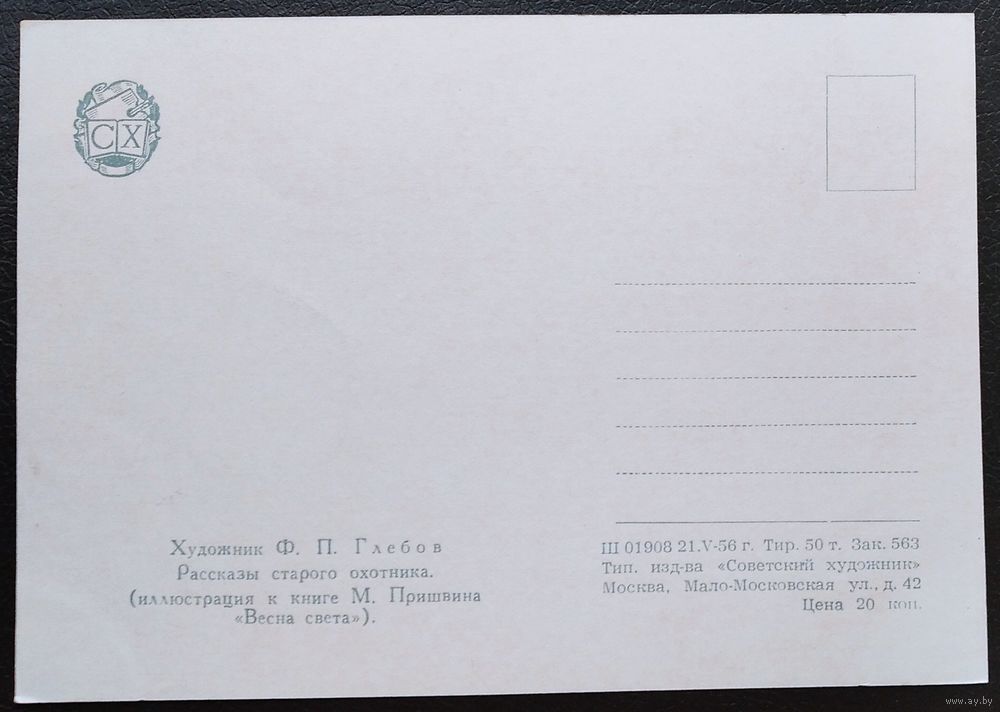 СХ
Художник Ф. П. Глебов
Рассказы старого охотника.
(иллюстрация к книге М. Пришвина
«Весна света»).
Ш 01908 21.V-56 г. Тир. 50 т. Зак. 563
Тип. изд-ва «Советский художник»
Москва, Мало-Московская ул., д. 42
Цена 20 коп.
www.ay.by